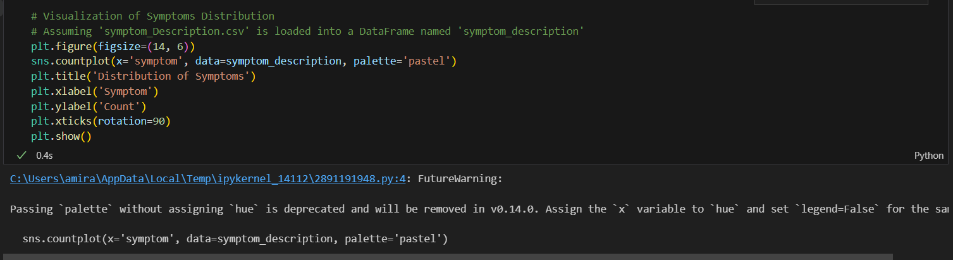 # Visualization of Symptoms Distribution
# Assuming 'symptom_Description.csv' is loaded into a DataFrame named 'symptom_description'
plt.figure(figsize=(14, 6))
sns.countplot(x='symptom', data=symptom_description, palette='pastel')
plt.title('Distribution of Symptoms')
plt.xlabel('Symptom')
plt.ylabel('Count')
plt.xticks(rotation=90)
plt.show()
✓ 0.4s Python
C:\Users\amira\AppData\Local\Temp\ipykernel_14112\2891191948.py:4: FutureWarning:
Passing `palette` without assigning `hue` is deprecated and will be removed in v0.14.0. Assign the `x` variable to `hue` and set `legend=False` for the
sns.countplot(x='symptom', data=symptom_description, palette='pastel')